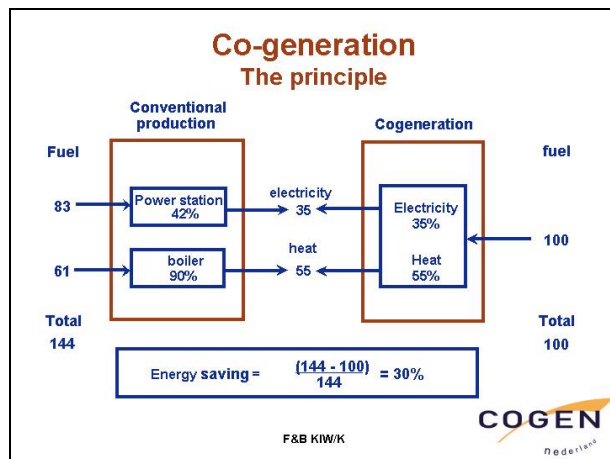 Co-generation
The principle
Conventional
production
Cogeneration
Fuel
fuel
Power station
42%
electricity
35
Electricity
35%
83
100
boiler
90%
heat
55
Heat
55%
61
Total
144
Total
100
Energy saving = (144 - 100) / 144 = 30%
F&B KIW/K
COGEN
nederland